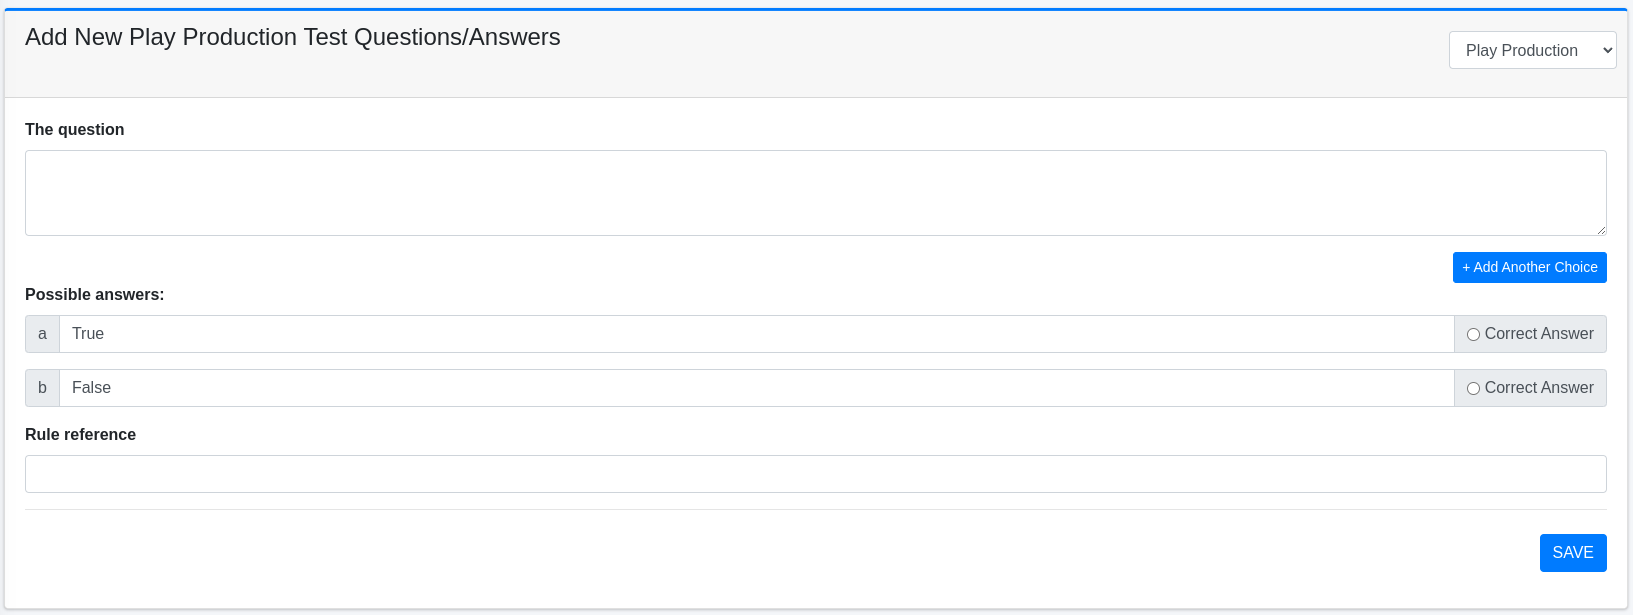 Add New Play Production Test Questions/Answers
Play Production
The question
+ Add Another Choice
Possible answers:
a True Correct Answer
b False Correct Answer
Rule reference
SAVE